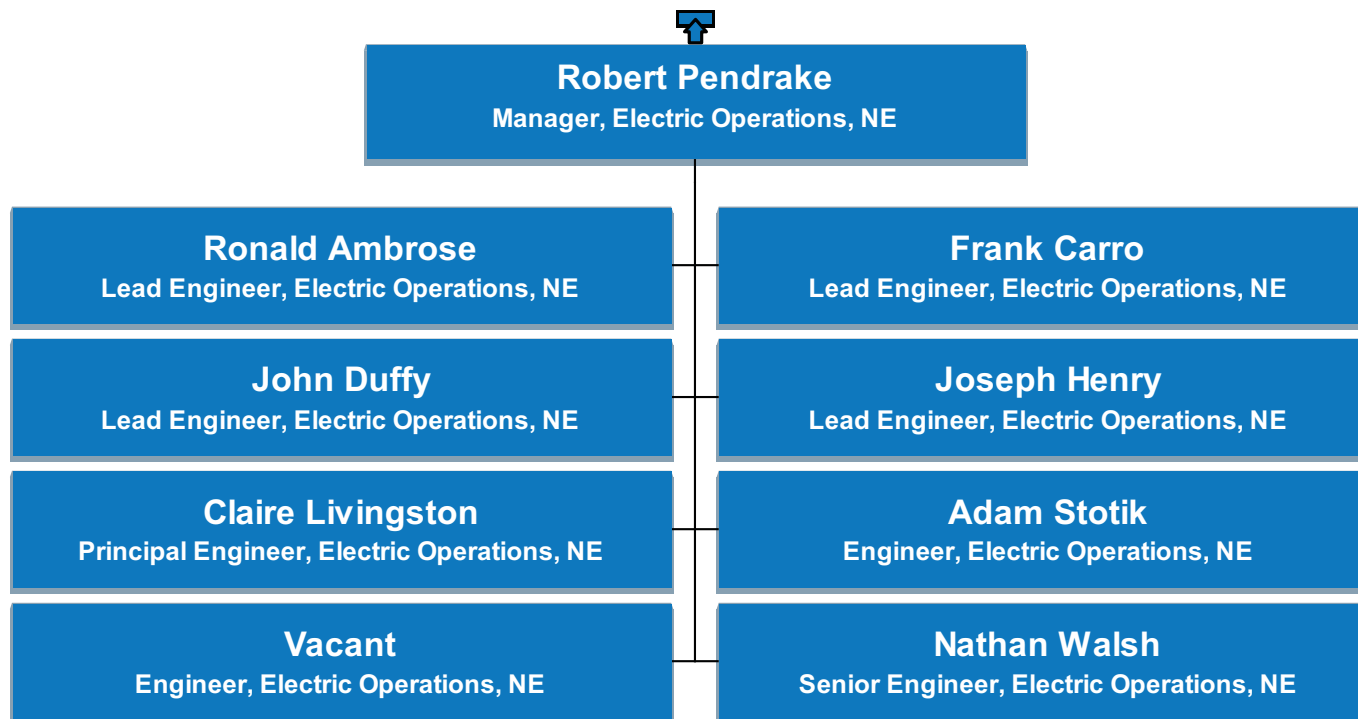 Robert Pendrake
Manager, Electric Operations, NE
Ronald Ambrose
Lead Engineer, Electric Operations, NE
Frank Carro
Lead Engineer, Electric Operations, NE
John Duffy
Lead Engineer, Electric Operations, NE
Joseph Henry
Lead Engineer, Electric Operations, NE
Claire Livingston
Principal Engineer, Electric Operations, NE
Adam Stotik
Engineer, Electric Operations, NE
Vacant
Engineer, Electric Operations, NE
Nathan Walsh
Senior Engineer, Electric Operations, NE